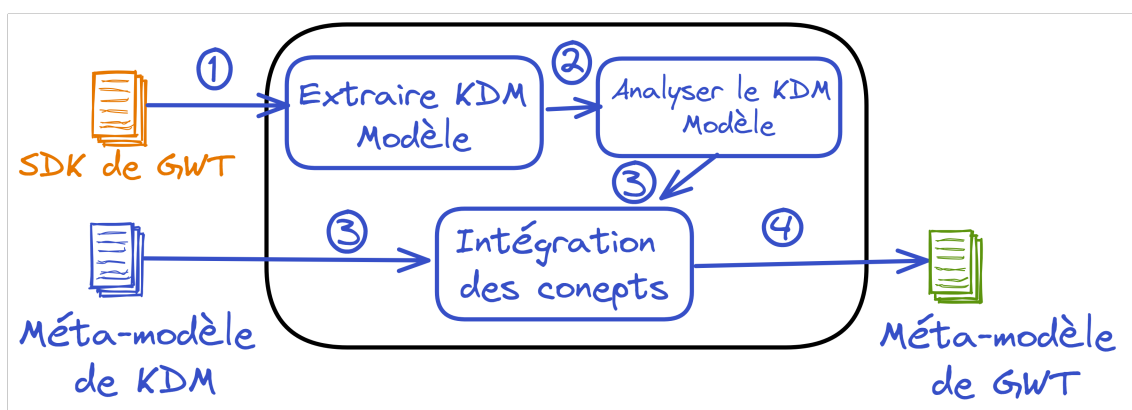 ①
②
Extraire KDM
Modèle
Analyser le KDM
Modèle
SDK de GWT
③
③
④
Intégration
des conepts
Méta-modèle
de KDM
Méta-modèle
de GWT